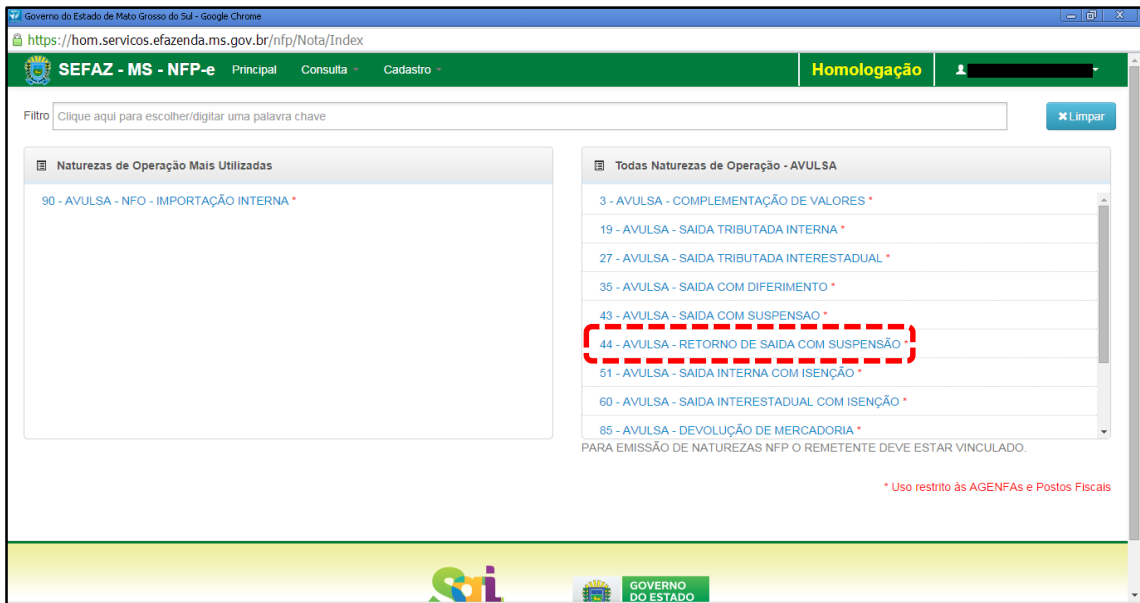 Governo do Estado de Mato Grosso do Sul - Google Chrome
https://hom.servicos.efazenda.ms.gov.br/nfp/Nota/Index
SEFAZ - MS - NFP-e Principal Consulta Cadastro Homologação
Filtro Clique aqui para escolher/digitar uma palavra chave Limpar
Naturezas de Operação Mais Utilizadas
90 - AVULSA - NFO - IMPORTAÇÃO INTERNA *
Todas Naturezas de Operação - AVULSA
3 - AVULSA - COMPLEMENTAÇÃO DE VALORES *
19 - AVULSA - SAIDA TRIBUTADA INTERNA *
27 - AVULSA - SAIDA TRIBUTADA INTERESTADUAL *
35 - AVULSA - SAIDA COM DIFERIMENTO *
43 - AVULSA - SAIDA COM SUSPENSAO *
44 - AVULSA - RETORNO DE SAIDA COM SUSPENSÃO *
51 - AVULSA - SAIDA INTERNA COM ISENÇÃO *
60 - AVULSA - SAIDA INTERESTADUAL COM ISENÇÃO *
85 - AVULSA - DEVOLUÇÃO DE MERCADORIA *
PARA EMISSÃO DE NATUREZAS NFP O REMETENTE DEVE ESTAR VINCULADO.
* Uso restrito às AGENFAs e Postos Fiscais
sgi
GOVERNO
DO ESTADO